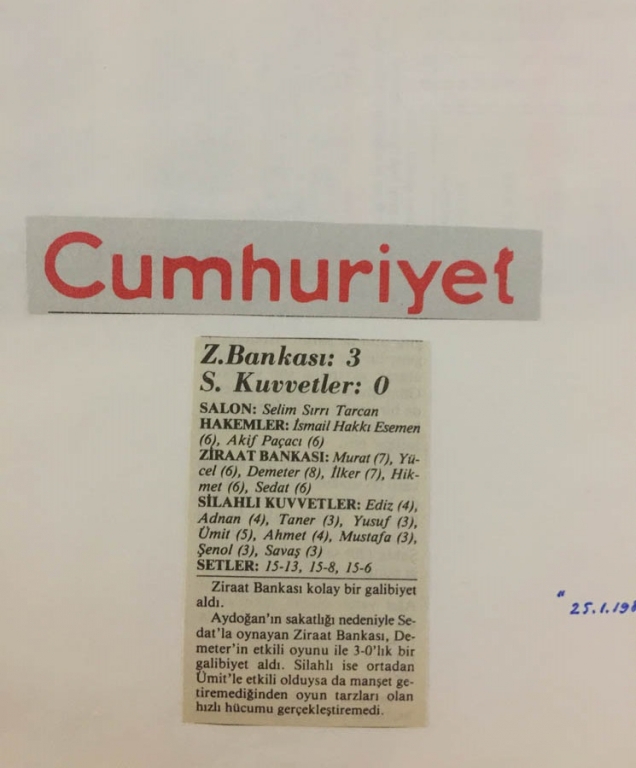 Cumhuriyet
Z.Bankası: 3
S. Kuvvetler: 0
SALON: Selim Sırrı Tarcan
HAKEMLER: İsmail Hakkı Esemen
(6), Akif Paçacı (6)
ZİRAAT BANKASI: Murat (7), Yü-
cel (6), Demeter (8), İlker (7), Hik-
met (6), Sedat (6)
SİLAHLI KUVVETLER: Ediz (4),
Adnan (4), Taner (3), Yusuf (3),
Ümit (5), Ahmet (4), Mustafa (3),
Şenol (3), Savaş (3)
SETLER: 15-13, 15-8, 15-6
Ziraat Bankası kolay bir galibiyet
aldı.
Aydoğan'ın sakatlığı nedeniyle Se-
dat'la oynayan Ziraat Bankası, De-
meter'in etkili oyunu ile 3-0'lık bir
galibiyet aldı. Silahlı ise ortadan
Ümit'le etkili olduysa da manşet ge-
tiremediğinden oyun tarzları olan
hızlı hücumu gerçekleştiremedi.
" 25.1.198